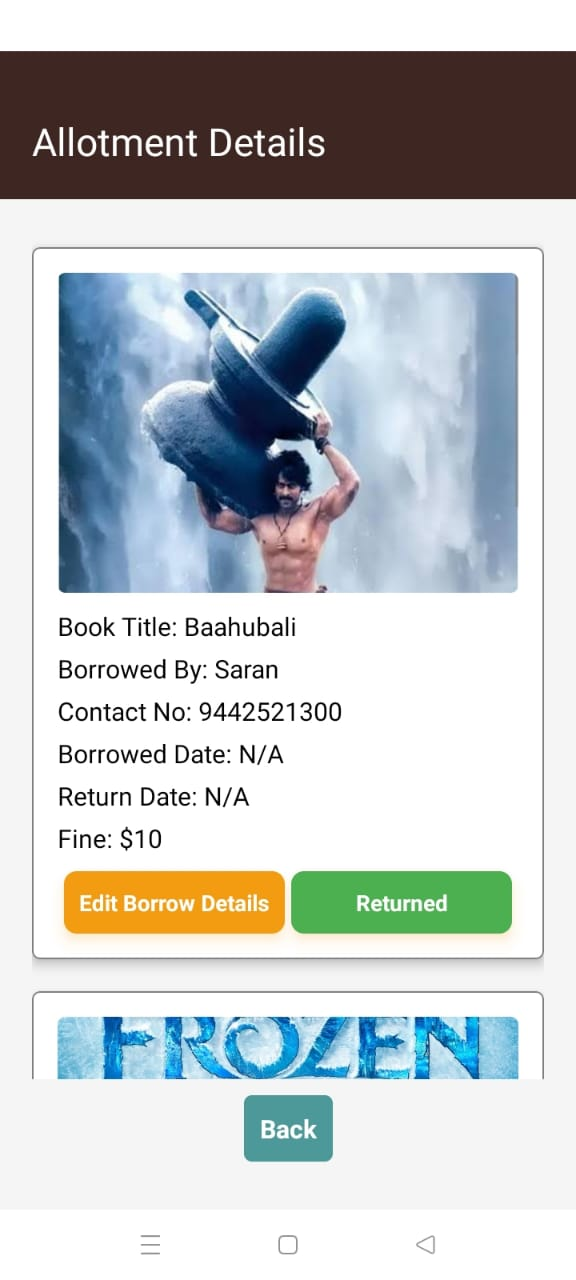 Allotment Details
Book Title: Baahubali
Borrowed By: Saran
Contact No: 9442521300
Borrowed Date: N/A
Return Date: N/A
Fine: $10
Edit Borrow Details Returned
FROZEN
Back